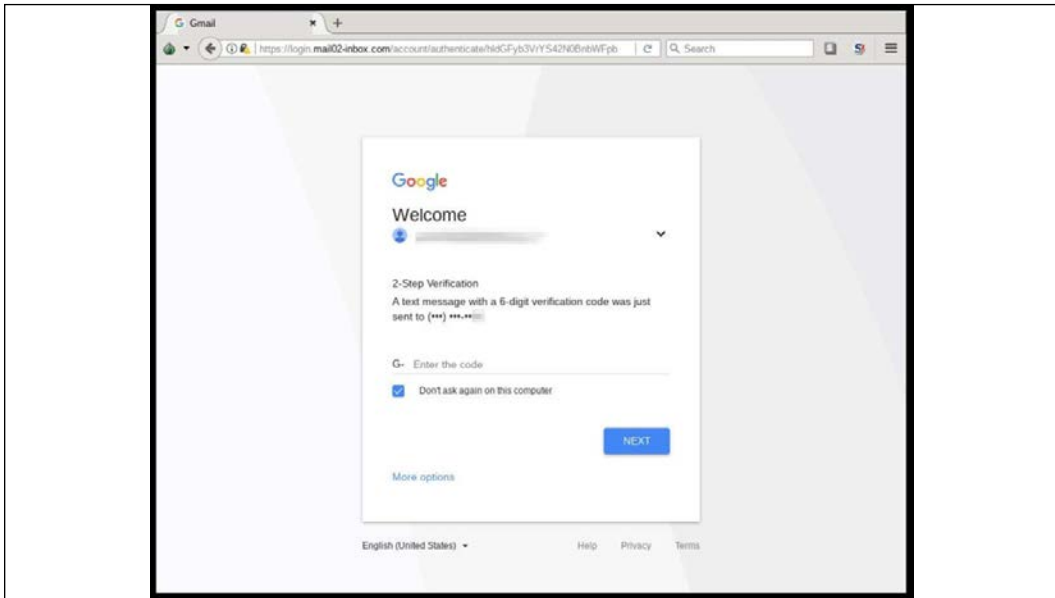 Gmail
https://login.mail02-inbox.com/account/authenticate/
Search
Google
Welcome
2-Step Verification
A text message with a 6-digit verification code was just
sent to (•••) •••-••
G- Enter the code
Don't ask again on this computer
NEXT
More options
English (United States)
Help Privacy Terms